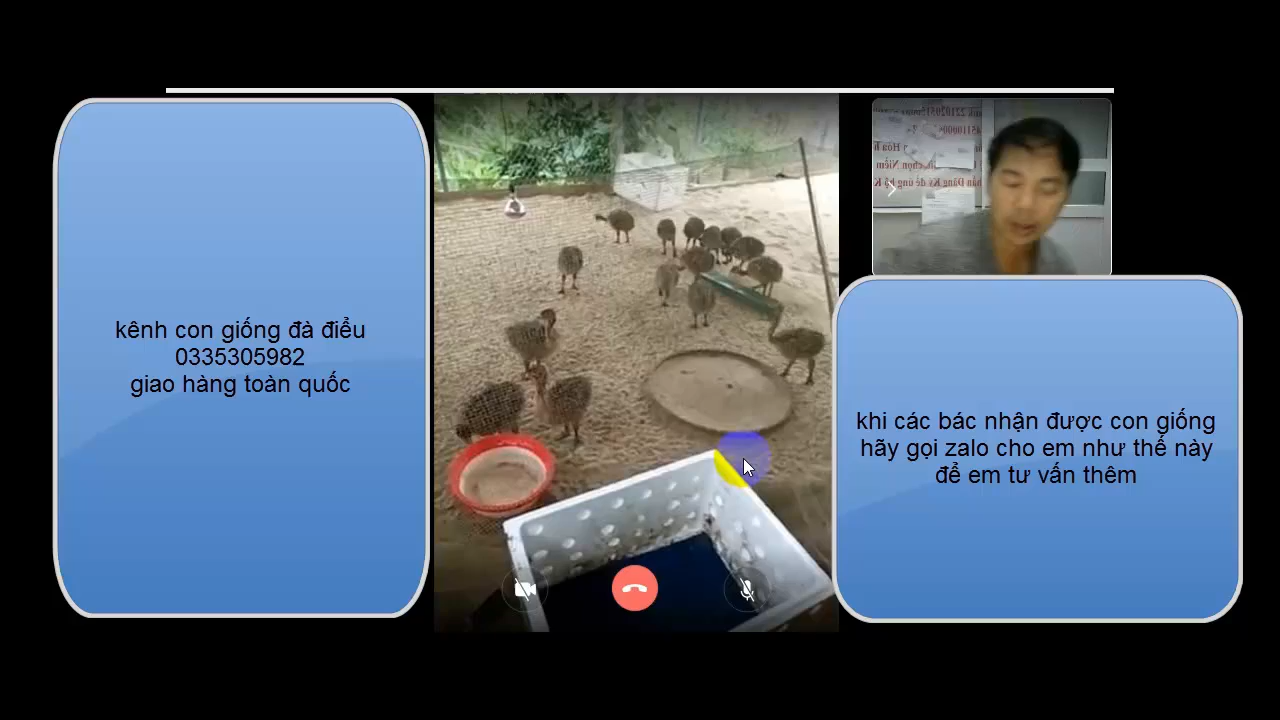 kênh con giống đà điểu
0335305982
giao hàng toàn quốc
khi các bác nhận được con giống
hãy gọi zalo cho em như thế này
để em tư vấn thêm